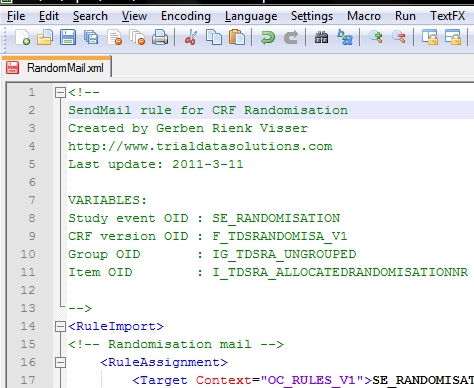 File Edit Search View Encoding Language Settings Macro Run TextFX
RandomMail.xml
1 <!--
2 SendMail rule for CRF Randomisation
3 Created by Gerben Rienk Visser
4 http://www.trialdatasolutions.com
5 Last update: 2011-3-11
6
7 VARIABLES:
8 Study event OID : SE_RANDOMISATION
9 CRF version OID : F_TDSRANDOMISA_V1
10 Group OID : IG_TDSRA_UNGROUPED
11 Item OID : I_TDSRA_ALLOCATEDRANDOMISATIONNR
12
13 -->
14 <RuleImport>
15 <!-- Randomisation mail -->
16 <RuleAssignment>
17 <Target Context="OC_RULES_V1">SE_RANDOMISAT